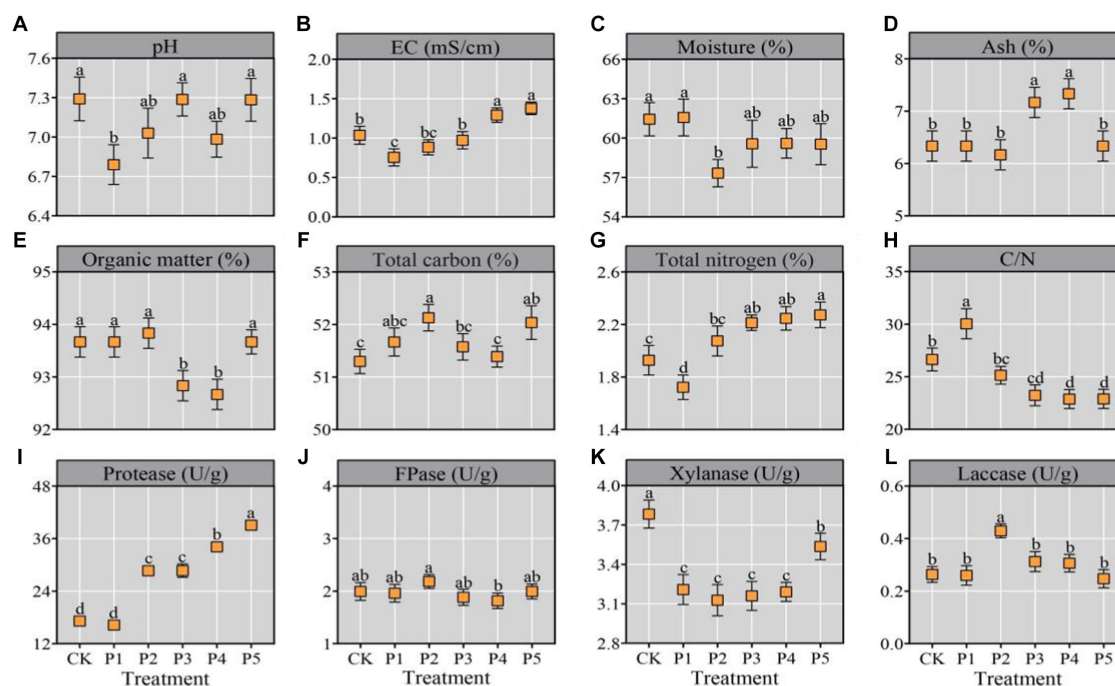 A B C D
pH EC (mS/cm) Moisture (%) Ash (%)
7.6 2.0 66 8
a a a a a a a a a
7.3 1.5 63 7
ab ab b ab ab ab
7.0 b bc b 1.0 60 a a a a
b c b 6
6.7 0.5 57
6.4 0.0 54 5
E F G H
Organic matter (%) Total carbon (%) Total nitrogen (%) C/N
95 53 2.6 35
a a a a a ab ab ab a a
94 52 2.2 30
abc bc c bc b
93 b b 51 c 1.8 c d 25 bc cd d d
92 50 1.4 20
I J K L
Protease (U/g) FPase (U/g) Xylanase (U/g) Laccase (U/g)
48 4 4.0 0.6
a a a
36 b 3 3.7 b 0.4
c c ab ab a ab b ab b b b b b
24 2 3.4 c c c c 0.2
d d 3.1
12 1 2.8 0.0
CK P1 P2 P3 P4 P5 CK P1 P2 P3 P4 P5 CK P1 P2 P3 P4 P5 CK P1 P2 P3 P4 P5
Treatment Treatment Treatment Treatment